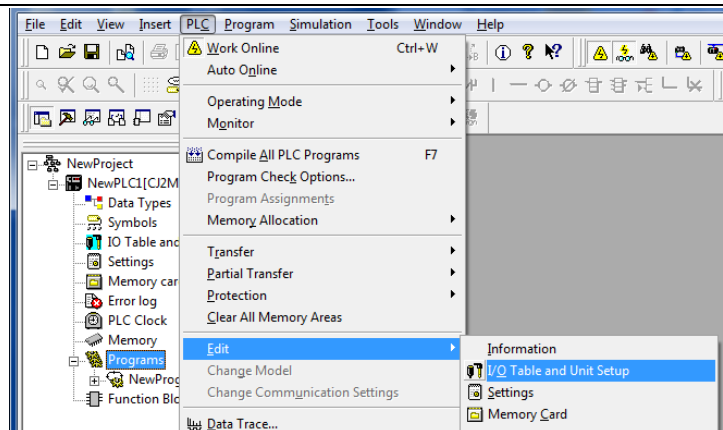 File Edit View Insert PLC Program Simulation Tools Window Help
Work Online Ctrl+W
Auto Online
Operating Mode
Monitor
Compile All PLC Programs F7
Program Check Options...
Program Assignments
Memory Allocation
Transfer
Partial Transfer
Protection
Clear All Memory Areas
Edit
Change Model
Change Communication Settings
Data Trace...
Information
I/O Table and Unit Setup
Settings
Memory Card
NewProject
NewPLC1[CJ2M
Data Types
Symbols
IO Table and
Settings
Memory car
Error log
PLC Clock
Memory
Programs
NewProg
Function Blo